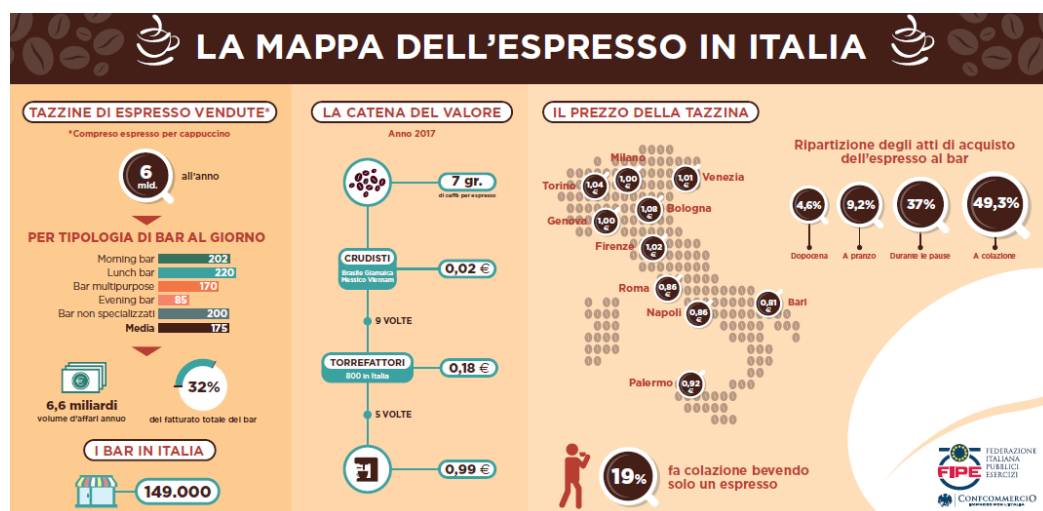 LA MAPPA DELL'ESPRESSO IN ITALIA
TAZZINE DI ESPRESSO VENDUTE*
*Compreso espresso per cappuccino
6
mld.
all'anno
PER TIPOLOGIA DI BAR AL GIORNO
Morning bar 202
Lunch bar 220
Bar multipurpose 170
Evening bar 85
Bar non specializzati 200
Media 175
6,6 miliardi
volume d'affari annuo
32%
del fatturato totale del bar
I BAR IN ITALIA
149.000
LA CATENA DEL VALORE
Anno 2017
7 gr.
di caffè per espresso
CRUDISTI
Brasile Giamaica
Messico Vietnam
0,02 €
9 VOLTE
TORREFATTORI
800 in Italia
0,18 €
5 VOLTE
0,99 €
IL PREZZO DELLA TAZZINA
Milano
1,00
€
Torino
1,04
€
Venezia
1,01
€
Genova
1,00
€
Bologna
1,08
€
Firenze
1,02
€
Roma
0,86
€
Napoli
0,86
€
Bari
0,81
€
Palermo
0,92
€
19%
fa colazione bevendo
solo un espresso
Ripartizione degli atti di acquisto
dell'espresso al bar
4,6%
Dopocena
9,2%
A pranzo
37%
Durante le pause
49,3%
A colazione
FIPE
FEDERAZIONE
ITALIANA
PUBBLICI
ESERCIZI
CONFCOMMERCIO
IMPRESE PER L'ITALIA